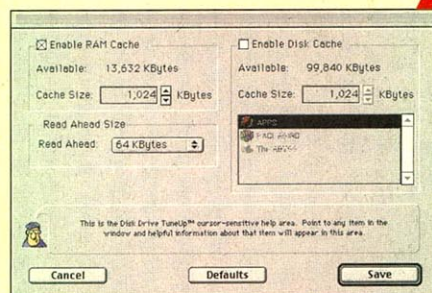 Enable RAM Cache
Available: 13,632 KBytes
Cache Size: 1,024 KBytes
Read Ahead Size
Read Ahead: 64 KBytes
Enable Disk Cache
Available: 99,840 KBytes
Cache Size: 1,024 KBytes
APPS
The
This is the Disk Drive TuneUp™ cursor-sensitive help area. Point to any item in the
window and helpful information about that item will appear in this area.
Cancel
Defaults
Save